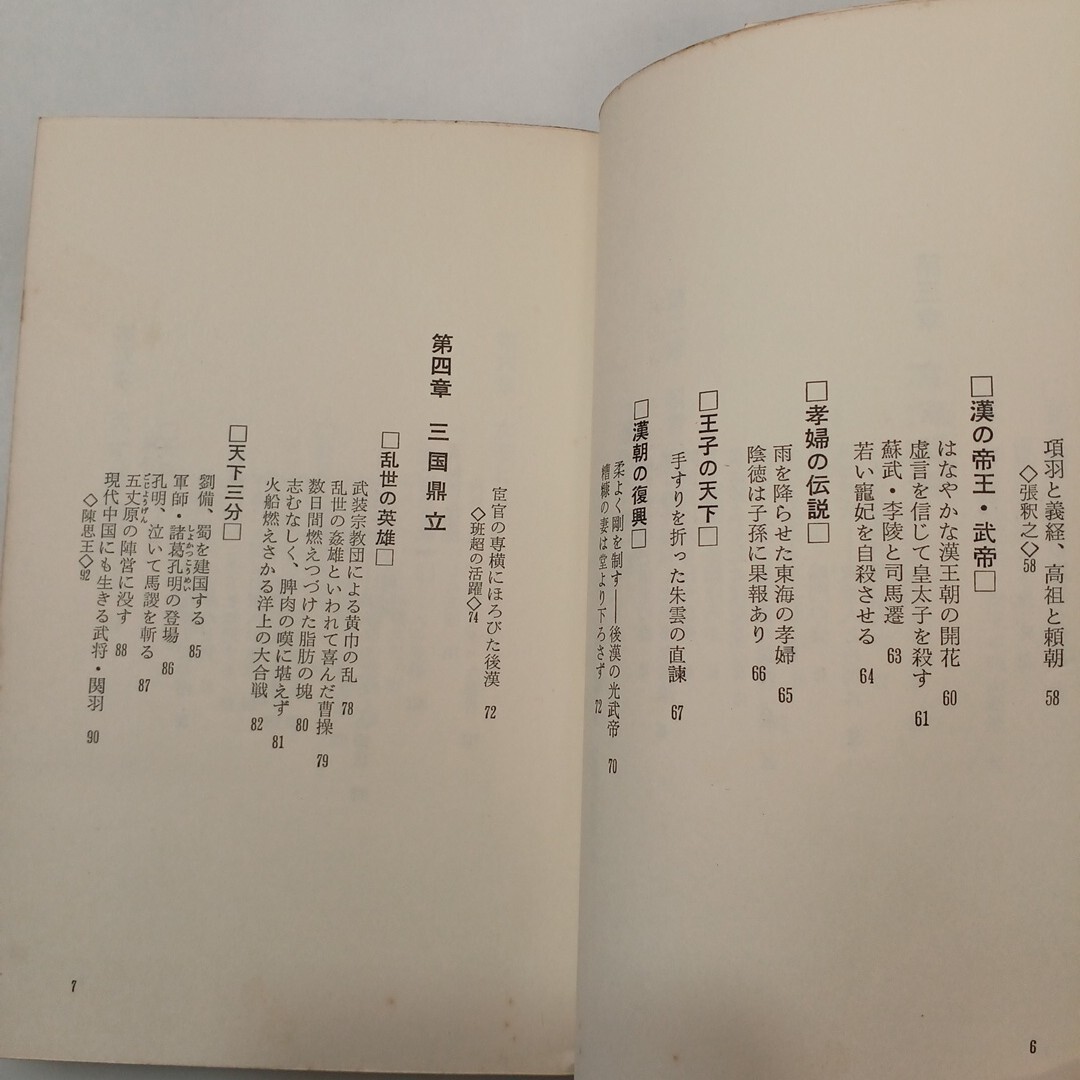 項羽と義経、高祖と頼朝 58
◇張釈之◇58
□漢の帝王・武帝□
はなやかな漢王朝の開花 60
虚言を信じて皇太子を殺す 61
蘇武・李陵と司馬遷 63
若い寵妃を自殺させる 64
□孝婦の伝説□
雨を降らせた東海の孝婦 65
陰徳は子孫に果報あり 66
□王子の天下□
手すりを折った朱雲の直諫 67
□漢朝の復興□
柔よく剛を制す――後漢の光武帝 70
糟糠の妻は堂より下ろさず 72
6
宦官の専横にほろびた後漢 72
◇班超の活躍◇74
第四章 三国鼎立
□乱世の英雄□
武装宗教団による黄巾の乱 78
乱世の姦雄といわれて喜んだ曹操 79
数日間燃えつづけた脂肪の塊 80
志むなしく、脾肉の嘆に堪えず 81
火船燃えさかる洋上の大合戦 82
□天下三分□
劉備、蜀を建国する 85
軍師・諸葛孔明の登場 86
しょかつこうめい
孔明、泣いて馬謖を斬る 87
五丈原の陣営に没す 88
ごじょうげん
現代中国にも生きる武将・関羽 90
◇陳思王◇92
7